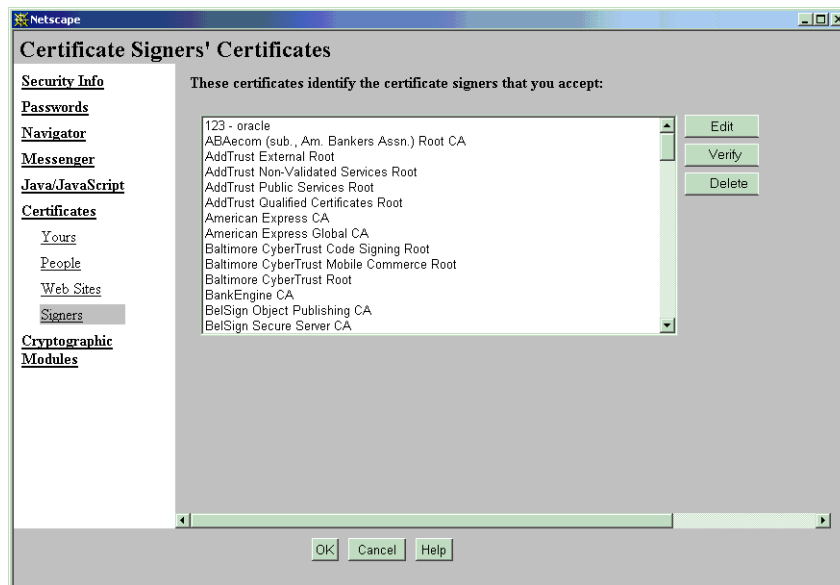 Netscape
Certificate Signers' Certificates
Security Info
Passwords
Navigator
Messenger
Java/JavaScript
Certificates
Yours
People
Web Sites
Signers
Cryptographic
Modules
These certificates identify the certificate signers that you accept:
123 - oracle
ABAecom (sub., Am. Bankers Assn.) Root CA
AddTrust External Root
AddTrust Non-Validated Services Root
AddTrust Public Services Root
AddTrust Qualified Certificates Root
American Express CA
American Express Global CA
Baltimore CyberTrust Code Signing Root
Baltimore CyberTrust Mobile Commerce Root
Baltimore CyberTrust Root
BankEngine CA
BelSign Object Publishing CA
BelSign Secure Server CA
Edit
Verify
Delete
OK
Cancel
Help